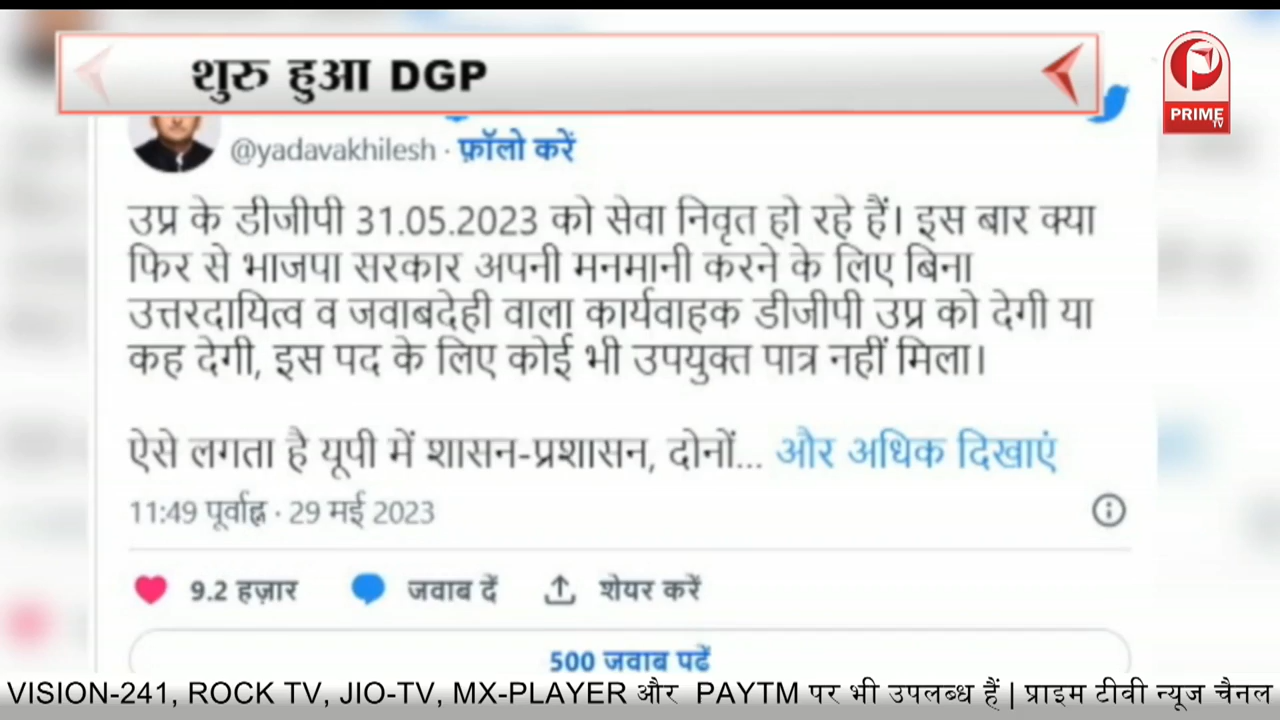 शुरु हुआ DGP
PRIME
TV
@yadavakhilesh · फ़ॉलो करें
उप्र के डीजीपी 31.05.2023 को सेवा निवृत हो रहे हैं। इस बार क्या
फिर से भाजपा सरकार अपनी मनमानी करने के लिए बिना
उत्तरदायित्व व जवाबदेही वाला कार्यवाहक डीजीपी उप्र को देगी या
कह देगी, इस पद के लिए कोई भी उपयुक्त पात्र नहीं मिला।
ऐसे लगता है यूपी में शासन-प्रशासन, दोनों... और अधिक दिखाएं
11:49 पूर्वाह्न · 29 मई 2023
9.2 हज़ार जवाब दें शेयर करें
500 जवाब पढें
VISION-241, ROCK TV, JIO-TV, MX-PLAYER और PAYTM पर भी उपलब्ध हैं | प्राइम टीवी न्यूज चैनल